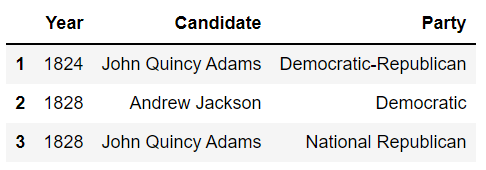 Year Candidate Party
1 1824 John Quincy Adams Democratic-Republican
2 1828 Andrew Jackson Democratic
3 1828 John Quincy Adams National Republican